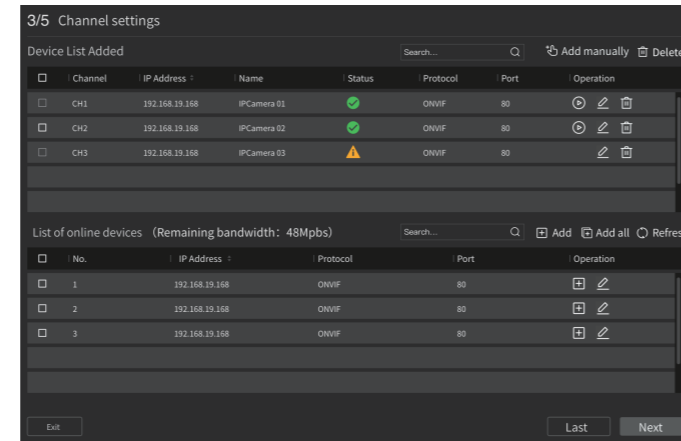 3/5 Channel settings
Device List Added Search... Add manually Delete
Channel IP Address Name Status Protocol Port Operation
CH1 192.168.19.168 IPCamera 01 ONVIF 80
CH2 192.168.19.168 IPCamera 02 ONVIF 80
CH3 192.168.19.168 IPCamera 03 ONVIF 80
List of online devices （Remaining bandwidth：48Mpbs） Search... Add Add all Refres
No. IP Address Protocol Port Operation
1 192.168.19.168 ONVIF 80
2 192.168.19.168 ONVIF 80
3 192.168.19.168 ONVIF 80
Exit Last Next